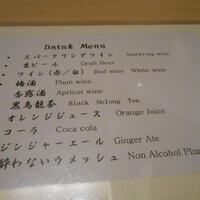 Drink Menu
・ スパークリングワイン Sparkling wine
・ 生ビール Draft Beer
・ ワイン(赤/白) Red wine White wine
・ 梅酒 Plum wine
杏露酒 Apricot wine
黒烏龍茶 Black Oolong Tea
オレンジジュース Orange Juice
コーラ Coca cola
ジンジャーエール Ginger Ale
酔わないウメッシュ Non Alcohol Plum